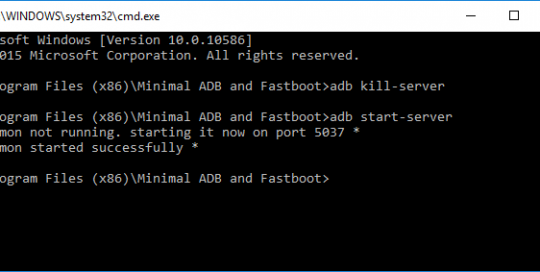 \WINDOWS\system32\cmd.exe
soft Windows [Version 10.0.10586]
015 Microsoft Corporation. All rights reserved.
ogram Files (x86)\Minimal ADB and Fastboot>adb kill-server
ogram Files (x86)\Minimal ADB and Fastboot>adb start-server
mon not running. starting it now on port 5037 *
mon started successfully *
ogram Files (x86)\Minimal ADB and Fastboot>